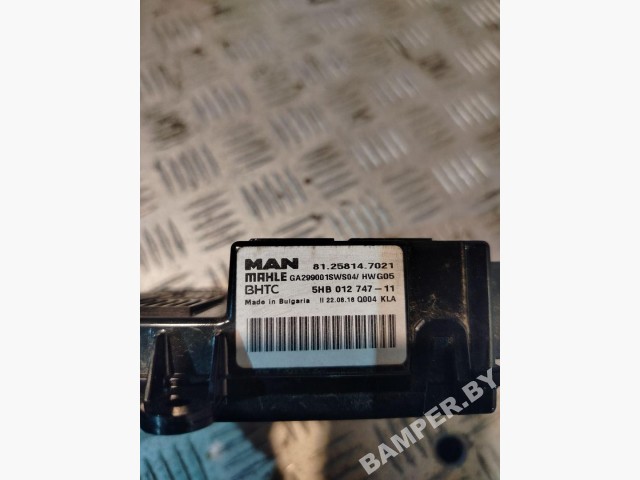 MAN 81.25814.7021
MAHLE GA299001SWS04/ HWG05
BHTC 5HB 012 747-11
Made in Bulgaria II 22.08.18 Q004 KLA
BAMPER.BY